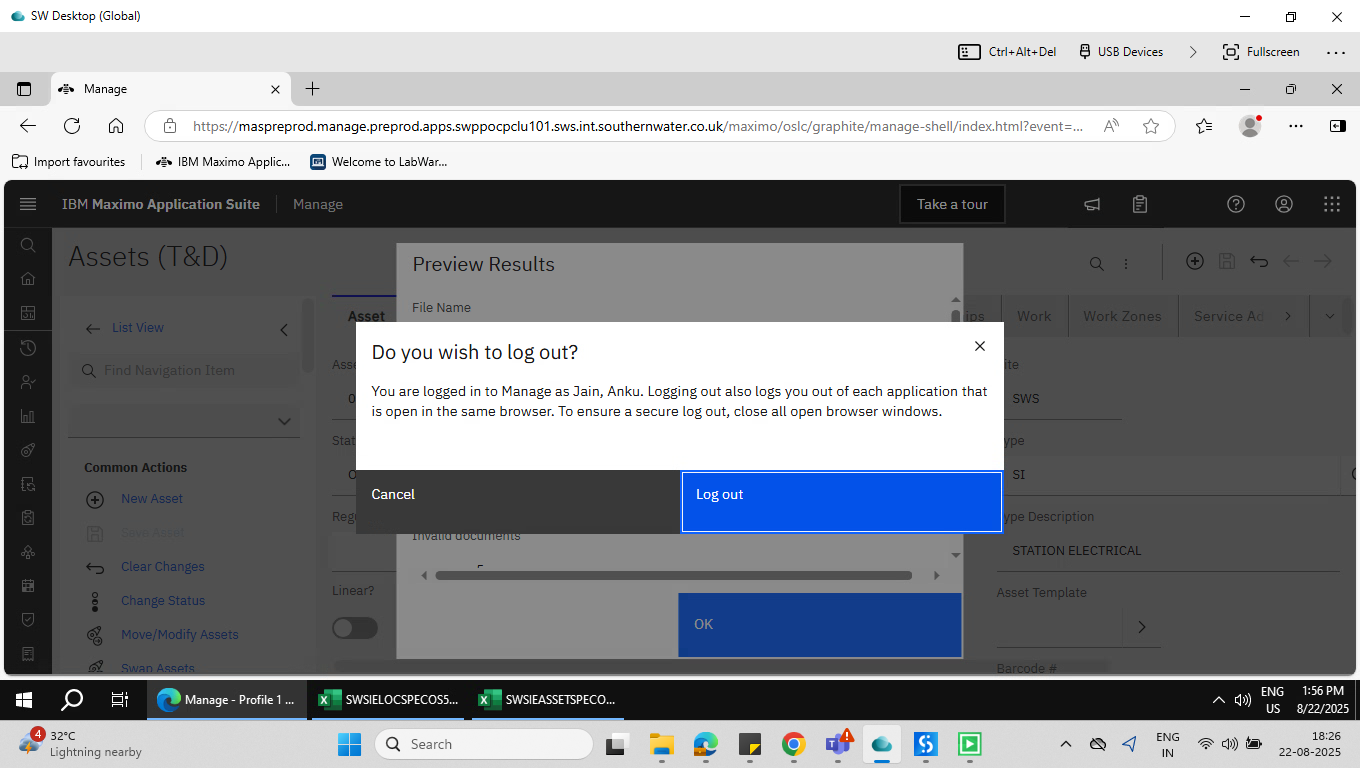 SW Desktop (Global)
Ctrl+Alt+Del
USB Devices
Fullscreen
Manage
https://maspreprod.manage.preprod.apps.swppocpclu101.sws.int.southernwater.co.uk/maximo/oslc/graphite/manage-shell/index.html?event=...
Import favourites
IBM Maximo Applic...
Welcome to LabWar...
IBM Maximo Application Suite
Manage
Take a tour
Assets (T&D)
Preview Results
File Name
List View
Asset
ips
Work
Work Zones
Service Ad
Find Navigation Item
Do you wish to log out?
You are logged in to Manage as Jain, Anku. Logging out also logs you out of each application that
is open in the same browser. To ensure a secure log out, close all open browser windows.
Cancel
Log out
Asse
ite
0
SWS
Stat
ype
O
SI
Rego
ype Description
STATION ELECTRICAL
Common Actions
New Asset
Save Asset
Clear Changes
Change Status
Move/Modify Assets
Swap Assets
Invalid documents
Linear?
OK
Asset Template
Barcode #
Manage - Profile 1 ...
SWSIELOCSPECOS5...
SWSIEASSETSPECO...
ENG
US
1:56 PM
8/22/2025
4
32°C
Lightning nearby
Search
ENG
IN
18:26
22-08-2025